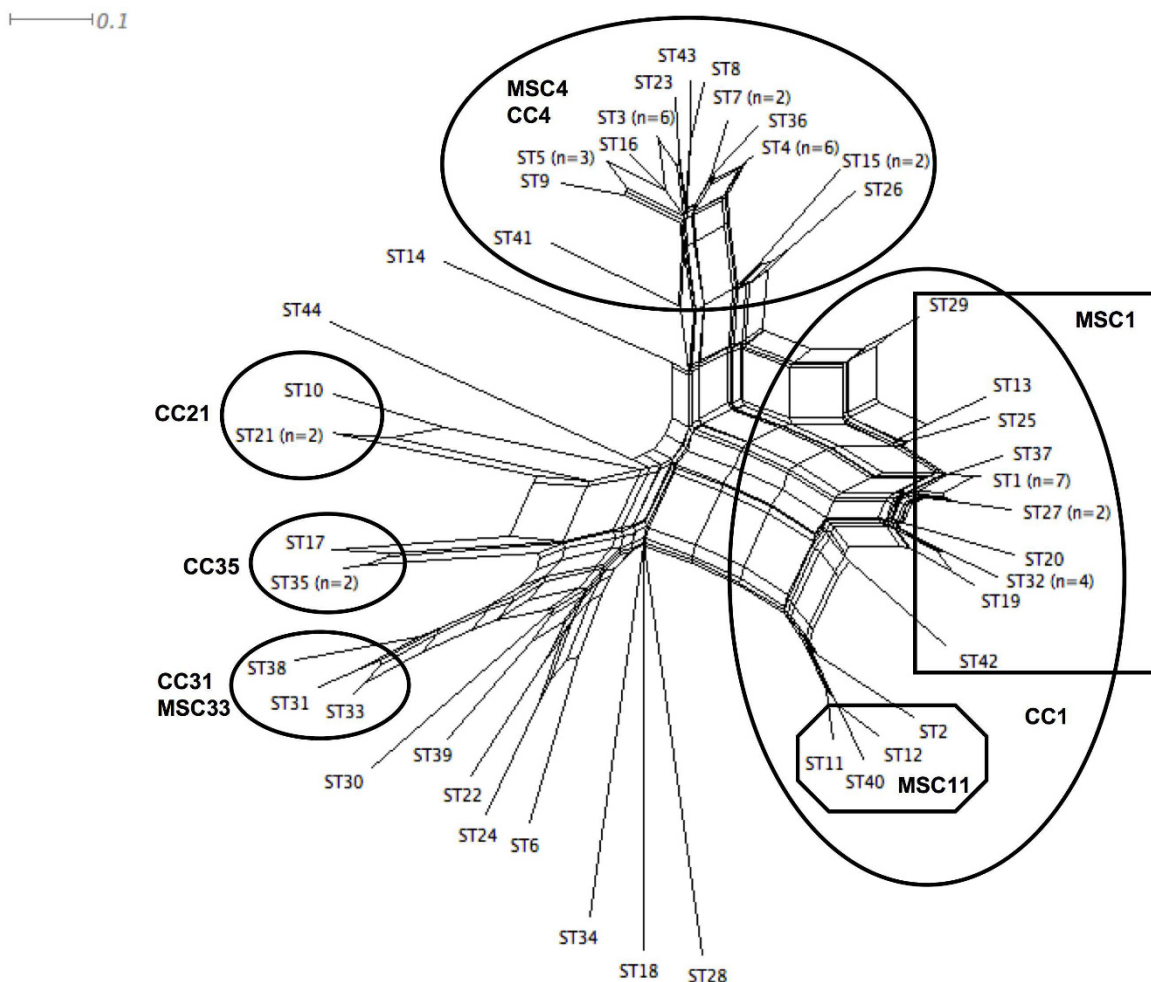 0.1
ST43
ST8
ST23
MSC4
CC4
ST7 (n=2)
ST3 (n=6)
ST36
ST16
ST4 (n=6)
ST5 (n=3)
ST15 (n=2)
ST9
ST26
ST41
ST14
ST44
ST29
MSC1
ST10
CC21
ST13
ST21 (n=2)
ST25
ST37
ST1 (n=7)
ST27 (n=2)
ST17
CC35
ST20
ST35 (n=2)
ST32 (n=4)
ST19
ST38
ST42
CC31
MSC33
ST31
ST33
CC1
ST2
ST39
ST12
ST11
ST30
ST40
MSC11
ST22
ST24
ST6
ST34
ST18
ST28